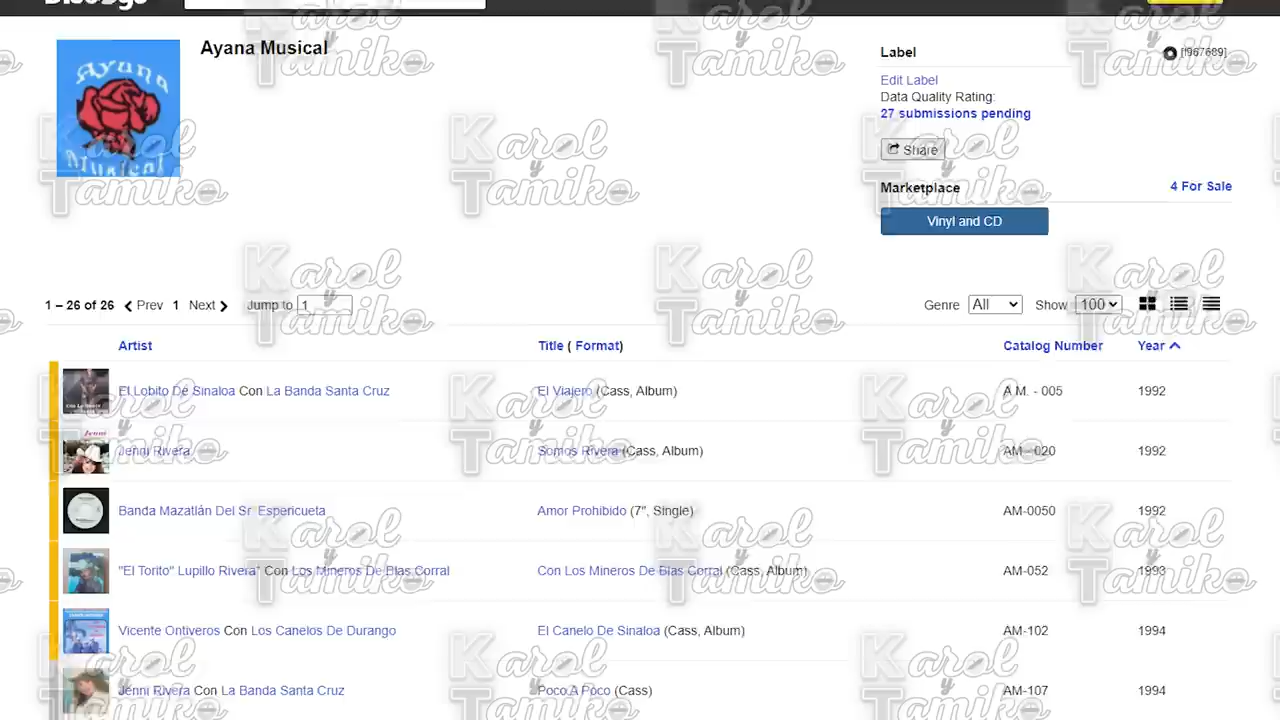 Discogs
Ayana Musical
Ayana
Musical
Label
[l967689]
Edit Label
Data Quality Rating:
27 submissions pending
Share
Marketplace
4 For Sale
Vinyl and CD
1 – 26 of 26 Prev 1 Next Jump to 1
Genre All Show 100
Artist Title ( Format) Catalog Number Year
El Lobito De Sinaloa Con La Banda Santa Cruz El Viajero (Cass, Album) A.M. - 005 1992
Jenni Rivera Somos Rivera (Cass, Album) AM - 020 1992
Banda Mazatlán Del Sr. Espericueta Amor Prohibido (7", Single) AM-0050 1992
"El Torito" Lupillo Rivera* Con Los Mineros De Blas Corral Con Los Mineros De Blas Corral (Cass, Album) AM-052 1993
Vicente Ontiveros Con Los Canelos De Durango El Canelo De Sinaloa (Cass, Album) AM-102 1994
Jenni Rivera Con La Banda Santa Cruz Poco A Poco (Cass) AM-107 1994
Karol
y
Tamiko